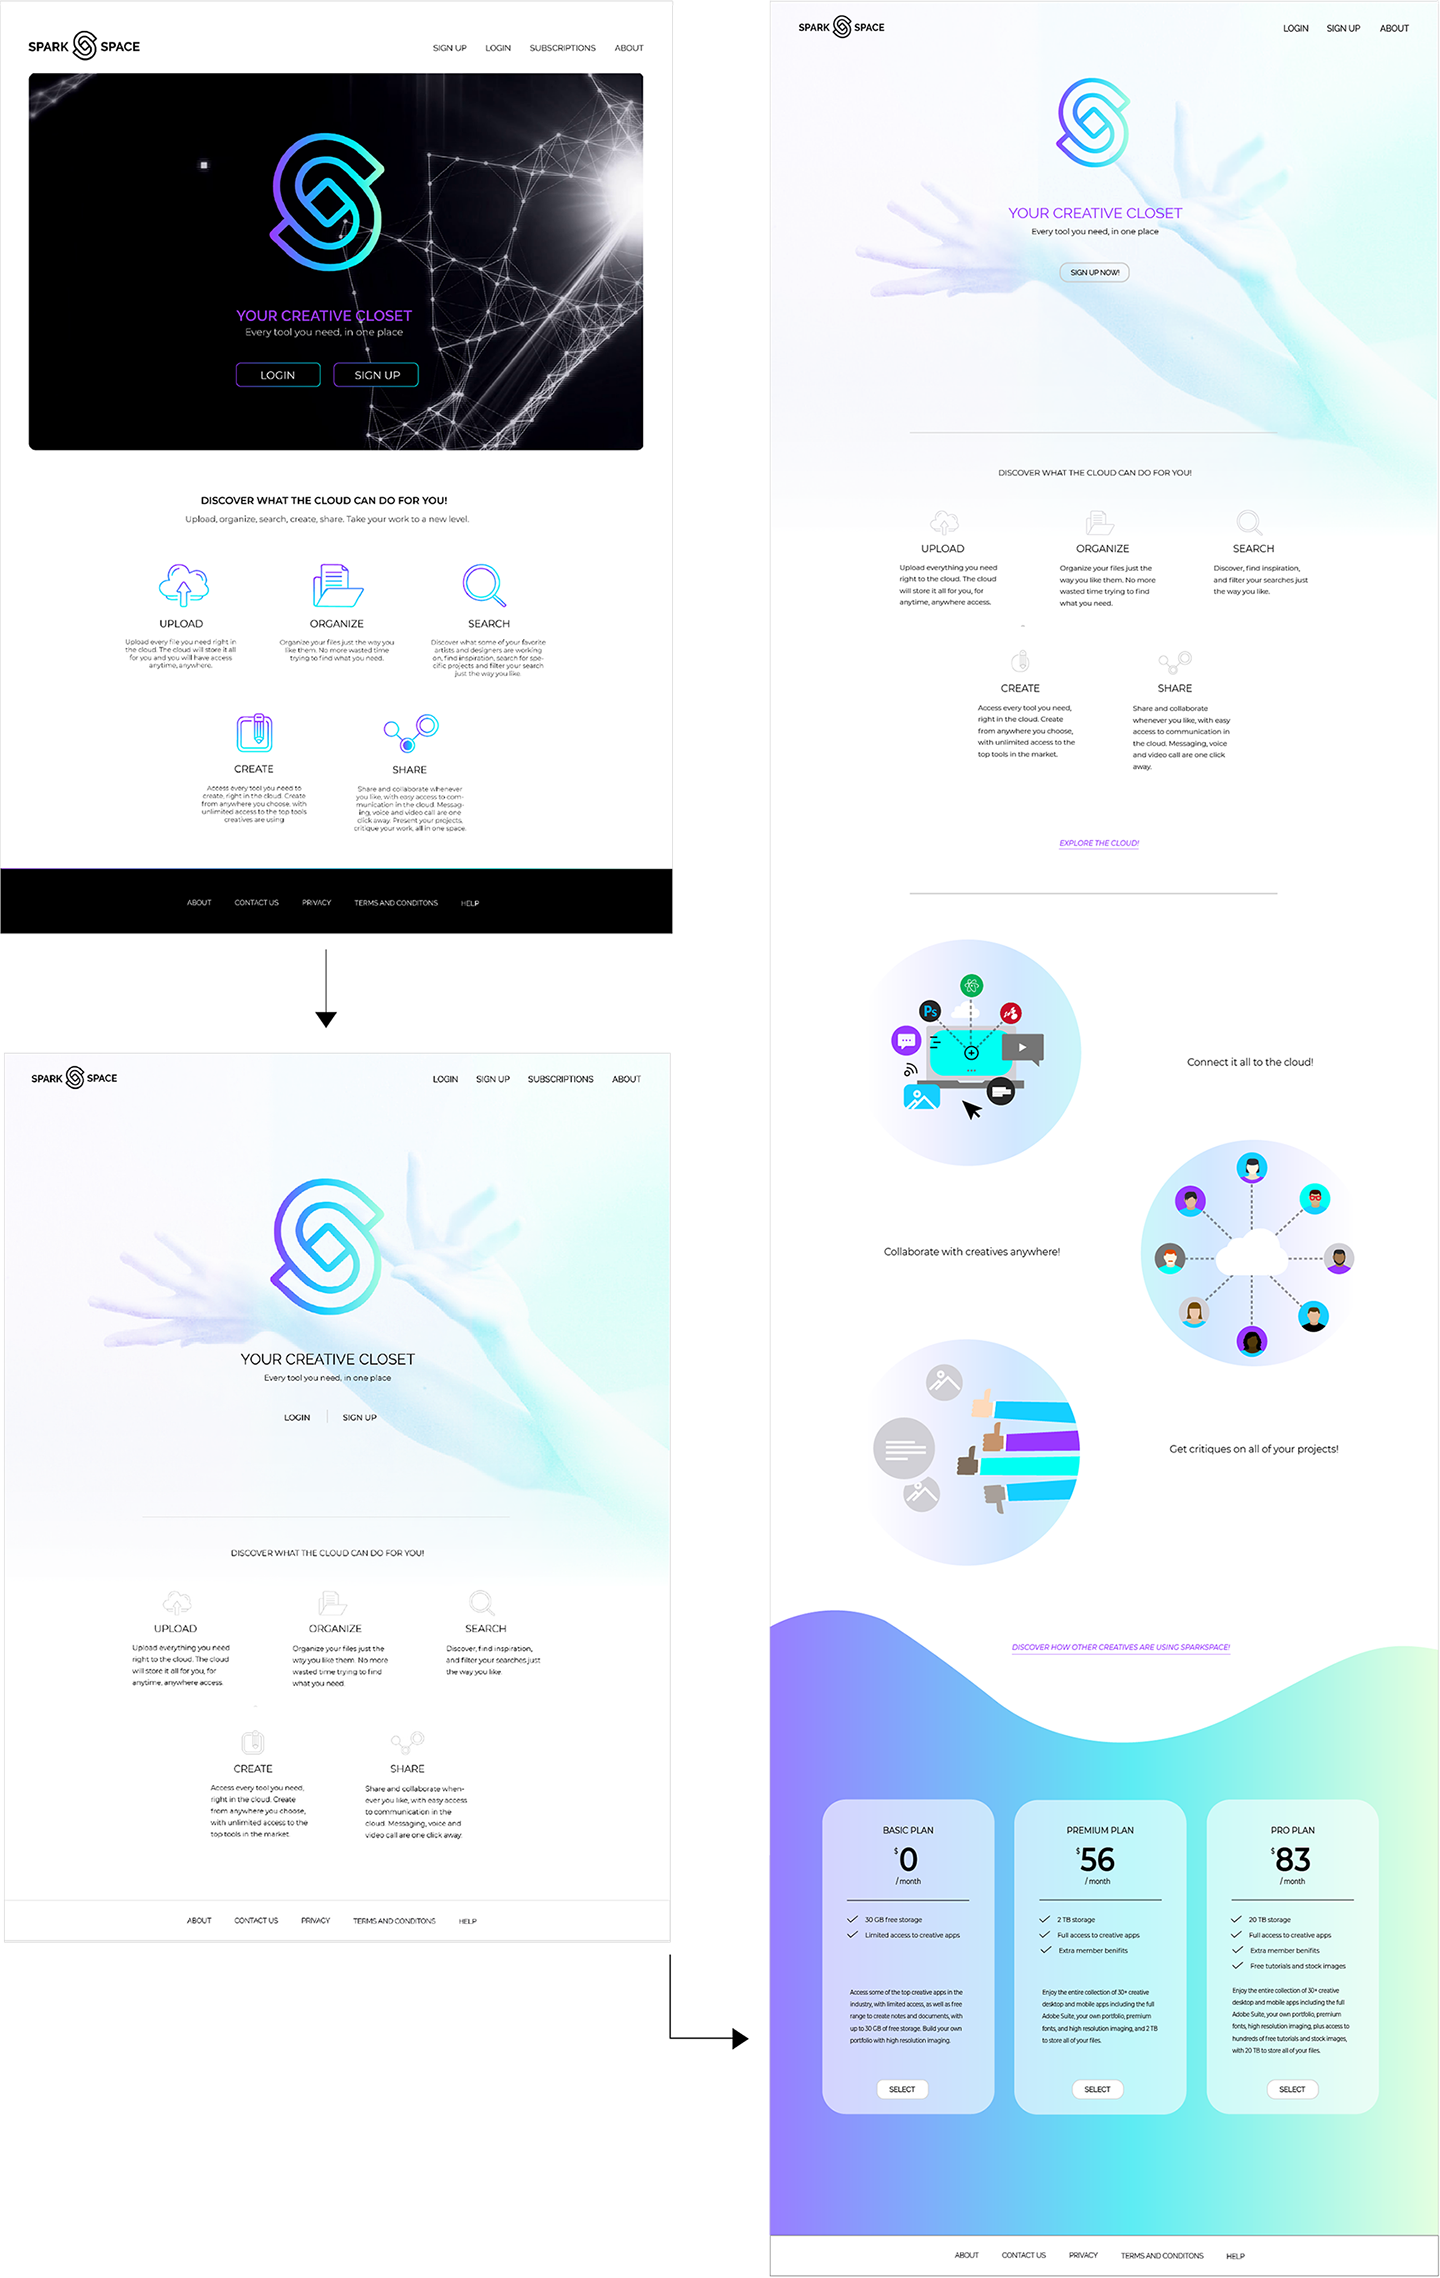 SPARK SPACE
SIGN UP LOGIN SUBSCRIPTIONS ABOUT
YOUR CREATIVE CLOSET
Every tool you need, in one place
LOGIN SIGN UP
DISCOVER WHAT THE CLOUD CAN DO FOR YOU!
Upload, organize, search, create, share. Take your work to a new level.
UPLOAD
Upload every file you need right in
the cloud. The cloud will store it all
for you and you will have access
anytime, anywhere.
ORGANIZE
Organize your files just the way you
like them. No more wasted time
trying to find what you need.
SEARCH
Discover what some of your favorite
artists and designers are working
on, find inspiration, search for spe-
cific projects and filter your search
just the way you like.
CREATE
Access every tool you need to
create, right in the cloud. Create
from anywhere you choose, with
unlimited access to the top tools
creatives are using
SHARE
Share and collaborate whenever
you like, with easy access to com-
munication in the cloud. Messag-
ing, voice and video call are one
click away. Present your projects,
critique your work, all in one space.
ABOUT CONTACT US PRIVACY TERMS AND CONDITONS HELP
SPARK SPACE
LOGIN SIGN UP SUBSCRIPTIONS ABOUT
YOUR CREATIVE CLOSET
Every tool you need, in one place
LOGIN SIGN UP
DISCOVER WHAT THE CLOUD CAN DO FOR YOU!
UPLOAD
Upload everything you need
right to the cloud. The cloud
will store it all for you, for
anytime, anywhere access.
ORGANIZE
Organize your files just the
way you like them. No more
wasted time trying to find
what you need.
SEARCH
Discover, find inspiration,
and filter your searches just
the way you like.
CREATE
Access every tool you need,
right in the cloud. Create
from anywhere you choose,
with unlimited access to the
top tools in the market.
SHARE
Share and collaborate when-
ever you like, with easy access
to communication in the
cloud. Messaging, voice and
video call are one click away.
ABOUT CONTACT US PRIVACY TERMS AND CONDITONS HELP
SPARK SPACE
LOGIN SIGN UP ABOUT
YOUR CREATIVE CLOSET
Every tool you need, in one place
SIGN UP NOW!
DISCOVER WHAT THE CLOUD CAN DO FOR YOU!
UPLOAD
Upload everything you need
right to the cloud. The cloud
will store it all for you, for
anytime, anywhere access.
ORGANIZE
Organize your files just the
way you like them. No more
wasted time trying to find
what you need.
SEARCH
Discover, find inspiration,
and filter your searches just
the way you like.
CREATE
Access every tool you need,
right in the cloud. Create
from anywhere you choose,
with unlimited access to the
top tools in the market.
SHARE
Share and collaborate
whenever you like, with easy
access to communication in
the cloud. Messaging, voice
and video call are one click
away.
EXPLORE THE CLOUD!
Ps
Connect it all to the cloud!
Collaborate with creatives anywhere!
Get critiques on all of your projects!
DISCOVER HOW OTHER CREATIVES ARE USING SPARKSPACE!
BASIC PLAN
$0
/ month
30 GB free storage
Limited access to creative apps
Access some of the top creative apps in the
industry, with limited access, as well as free
range to create notes and documents, with
up to 30 GB of free storage. Build your own
portfolio with high resolution imaging.
SELECT
PREMIUM PLAN
$56
/ month
2 TB storage
Full access to creative apps
Extra member benifits
Enjoy the entire collection of 30+ creative
desktop and mobile apps including the full
Adobe Suite, your own portfolio, premium
fonts, and high resolution imaging, and 2 TB
to store all of your files.
SELECT
PRO PLAN
$83
/ month
20 TB storage
Full access to creative apps
Extra member benifits
Free tutorials and stock images
Enjoy the entire collection of 30+ creative
desktop and mobile apps including the full
Adobe Suite, your own portfolio, premium
fonts, high resolution imaging, plus access to
hundreds of free tutorials and stock images,
with 20 TB to store all of your files.
SELECT
ABOUT CONTACT US PRIVACY TERMS AND CONDITONS HELP